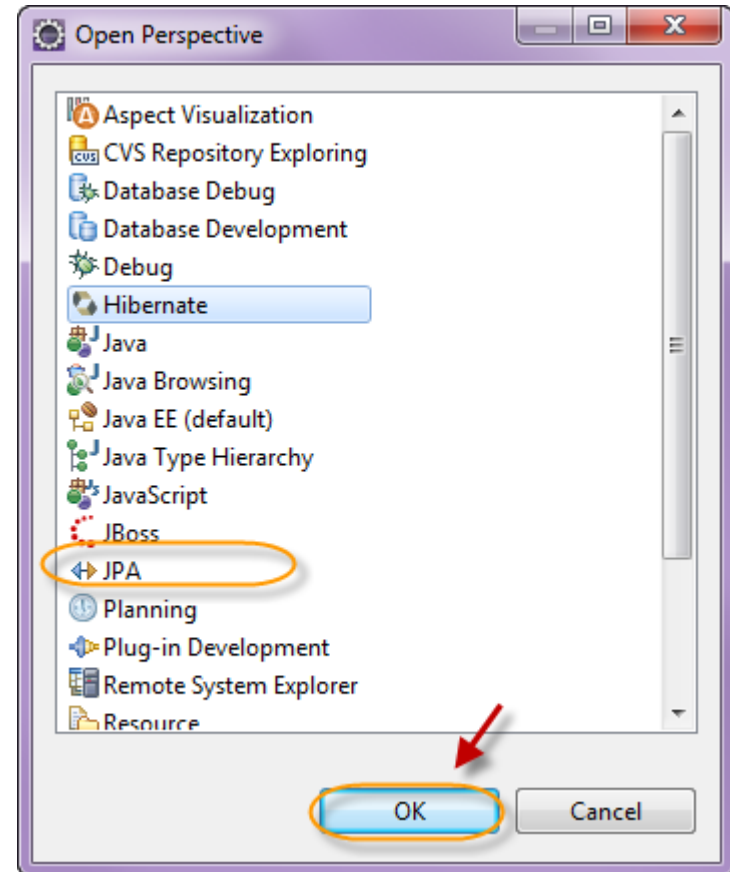 Open Perspective
Aspect Visualization
CVS Repository Exploring
Database Debug
Database Development
Debug
Hibernate
Java
Java Browsing
Java EE (default)
Java Type Hierarchy
JavaScript
JBoss
JPA
Planning
Plug-in Development
Remote System Explorer
Resource
OK Cancel